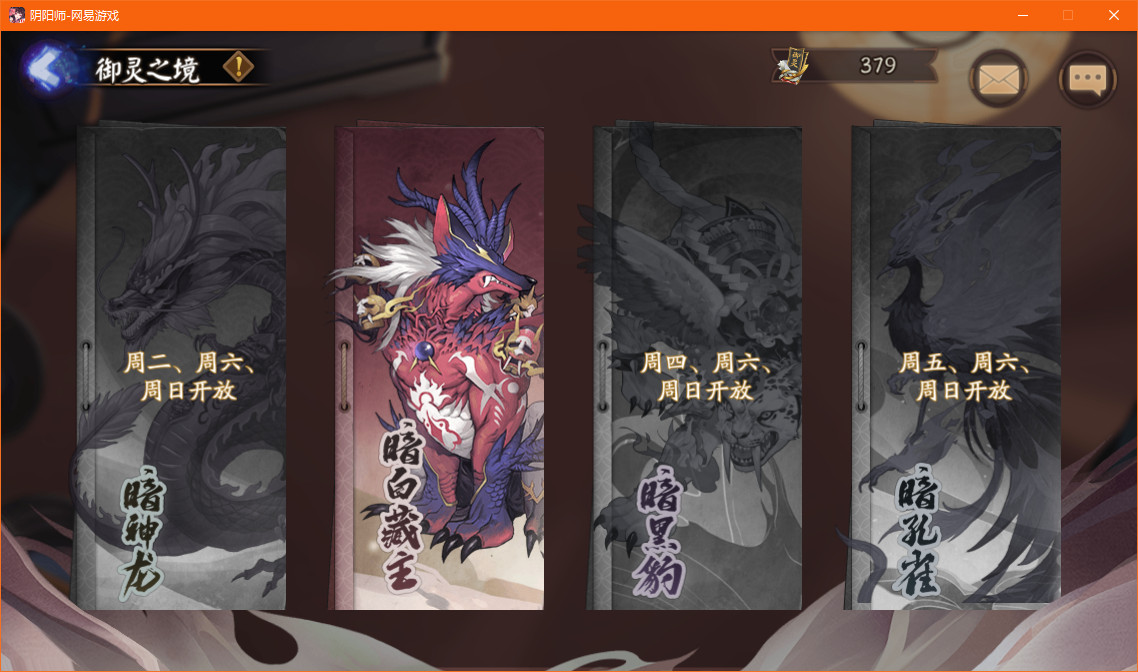 阴阳师-网易游戏
御灵之境
379
周二、周六、
周日开放
暗神龙
暗白藏主
周四、周六、
周日开放
暗黑豹
周五、周六、
周日开放
暗孔雀